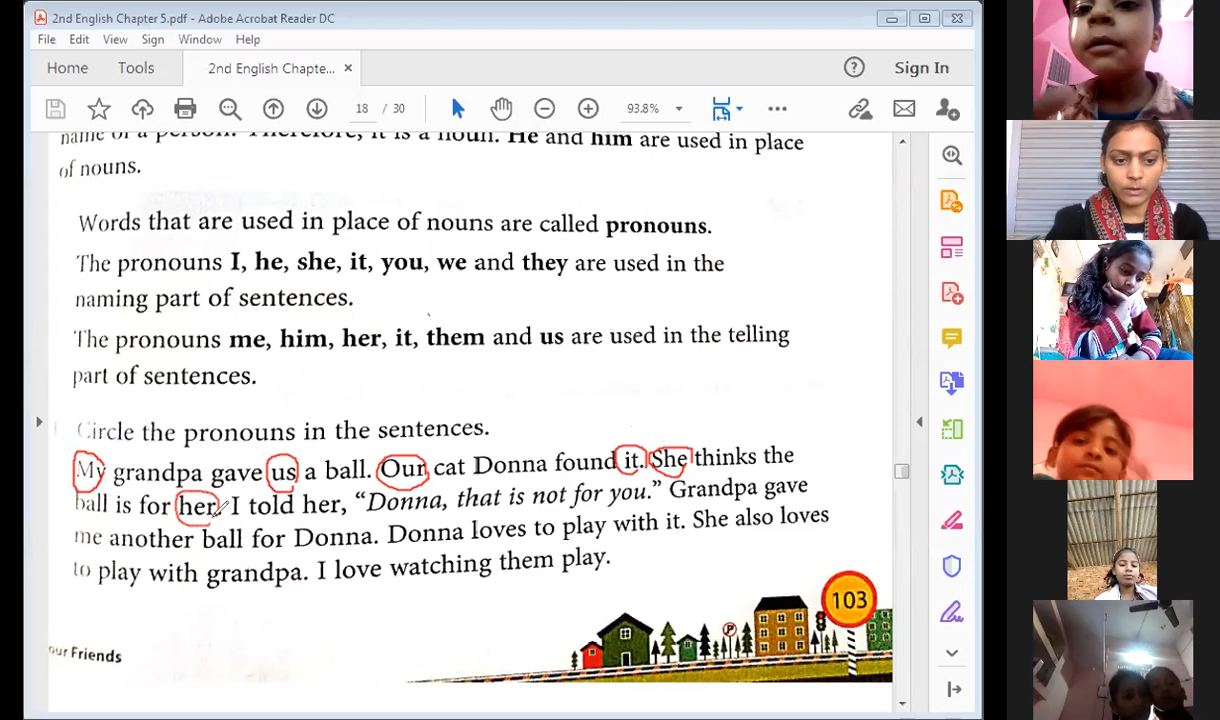 2nd English Chapter 5.pdf - Adobe Acrobat Reader DC
File Edit View Sign Window Help
Home Tools 2nd English Chapte... × Sign In
18 / 30 93.8%
name of a person. Therefore, it is a noun. He and him are used in place
of nouns.
Words that are used in place of nouns are called pronouns.
The pronouns I, he, she, it, you, we and they are used in the
naming part of sentences.
The pronouns me, him, her, it, them and us are used in the telling
part of sentences.
Circle the pronouns in the sentences.
My grandpa gave us a ball. Our cat Donna found it. She thinks the
ball is for her. I told her, “Donna, that is not for you.” Grandpa gave
me another ball for Donna. Donna loves to play with it. She also loves
to play with grandpa. I love watching them play.
P
103
our Friends